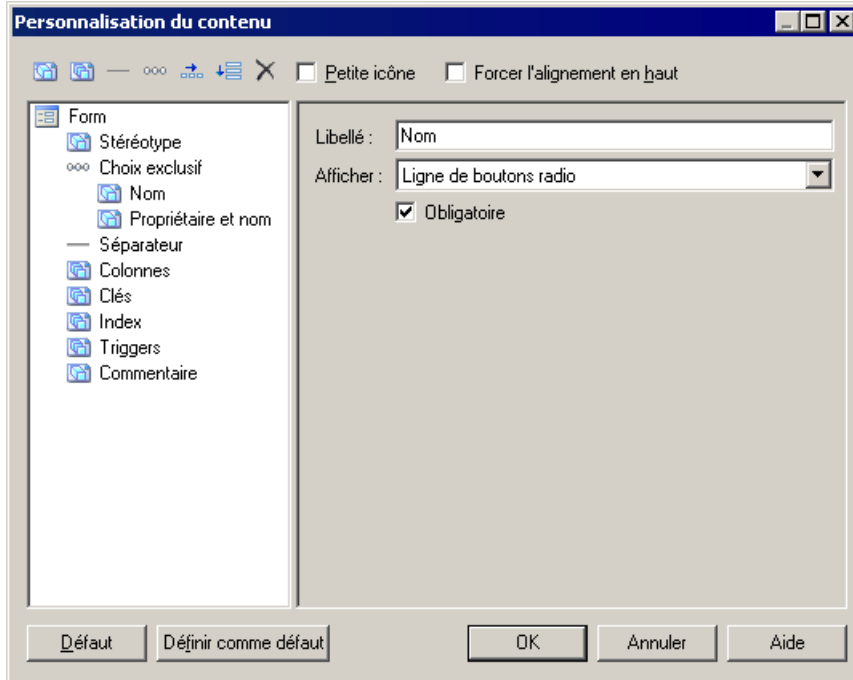 Personnalisation du contenu
Petite icône Forcer l'alignement en haut
Form
Stéréotype
Choix exclusif
Nom
Propriétaire et nom
Séparateur
Colonnes
Clés
Index
Triggers
Commentaire
Libellé : Nom
Afficher : Ligne de boutons radio
Obligatoire
Défaut Définir comme défaut OK Annuler Aide